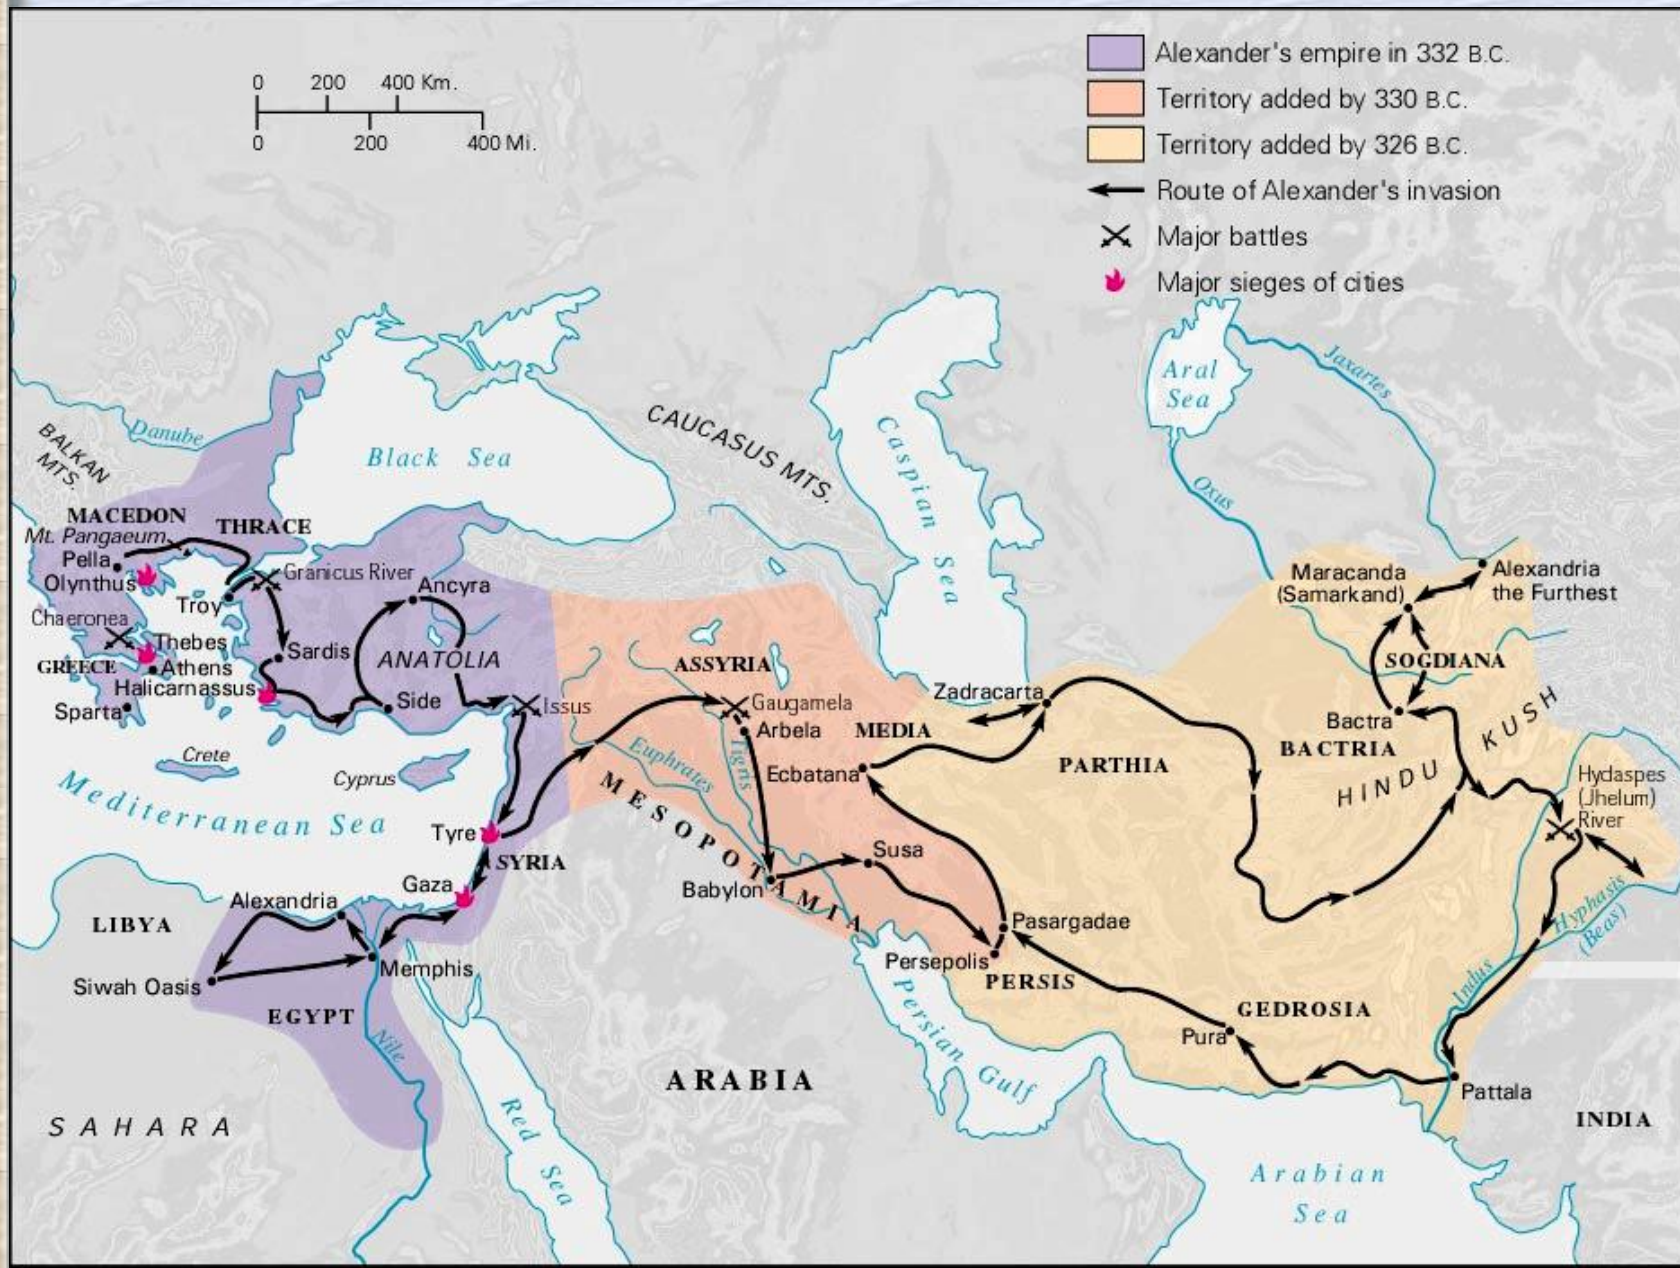 Alexander's empire in 332 B.C.
Territory added by 330 B.C.
Territory added by 326 B.C.
Route of Alexander's invasion
Major battles
Major sieges of cities
0 200 400 Km.
0 200 400 Mi.
Aral
Sea
Jaxartes
Oxus
Caspian Sea
CAUCASUS MTS.
Black Sea
Danube
BALKAN
MTS.
MACEDON
THRACE
Mt. Pangaeum
Pella
Olynthus
Granicus River
Troy
Ancyra
Chaeronea
Thebes
Sardis
ANATOLIA
GREECE
Athens
Halicarnassus
Side
Sparta
Issus
Crete
Cyprus
Mediterranean Sea
Tyre
SYRIA
Gaza
Alexandria
LIBYA
Siwah Oasis
Memphis
EGYPT
Nile
SAHARA
Red
Sea
ARABIA
ASSYRIA
Gaugamela
Arbela
Euphrates
Tigris
MESOPOTAMIA
MEDIA
Ecbatana
Babylon
Susa
Pasargadae
Persepolis
PERSIS
Persian Gulf
Zadracarta
PARTHIA
Maracanda
(Samarkand)
Alexandria
the Furthest
SOGDIANA
Bactra
BACTRIA
HINDU KUSH
Hydaspes
(Jhelum)
River
Hyphasis
(Beas)
Indus
GEDROSIA
Pura
Pattala
INDIA
Arabian
Sea